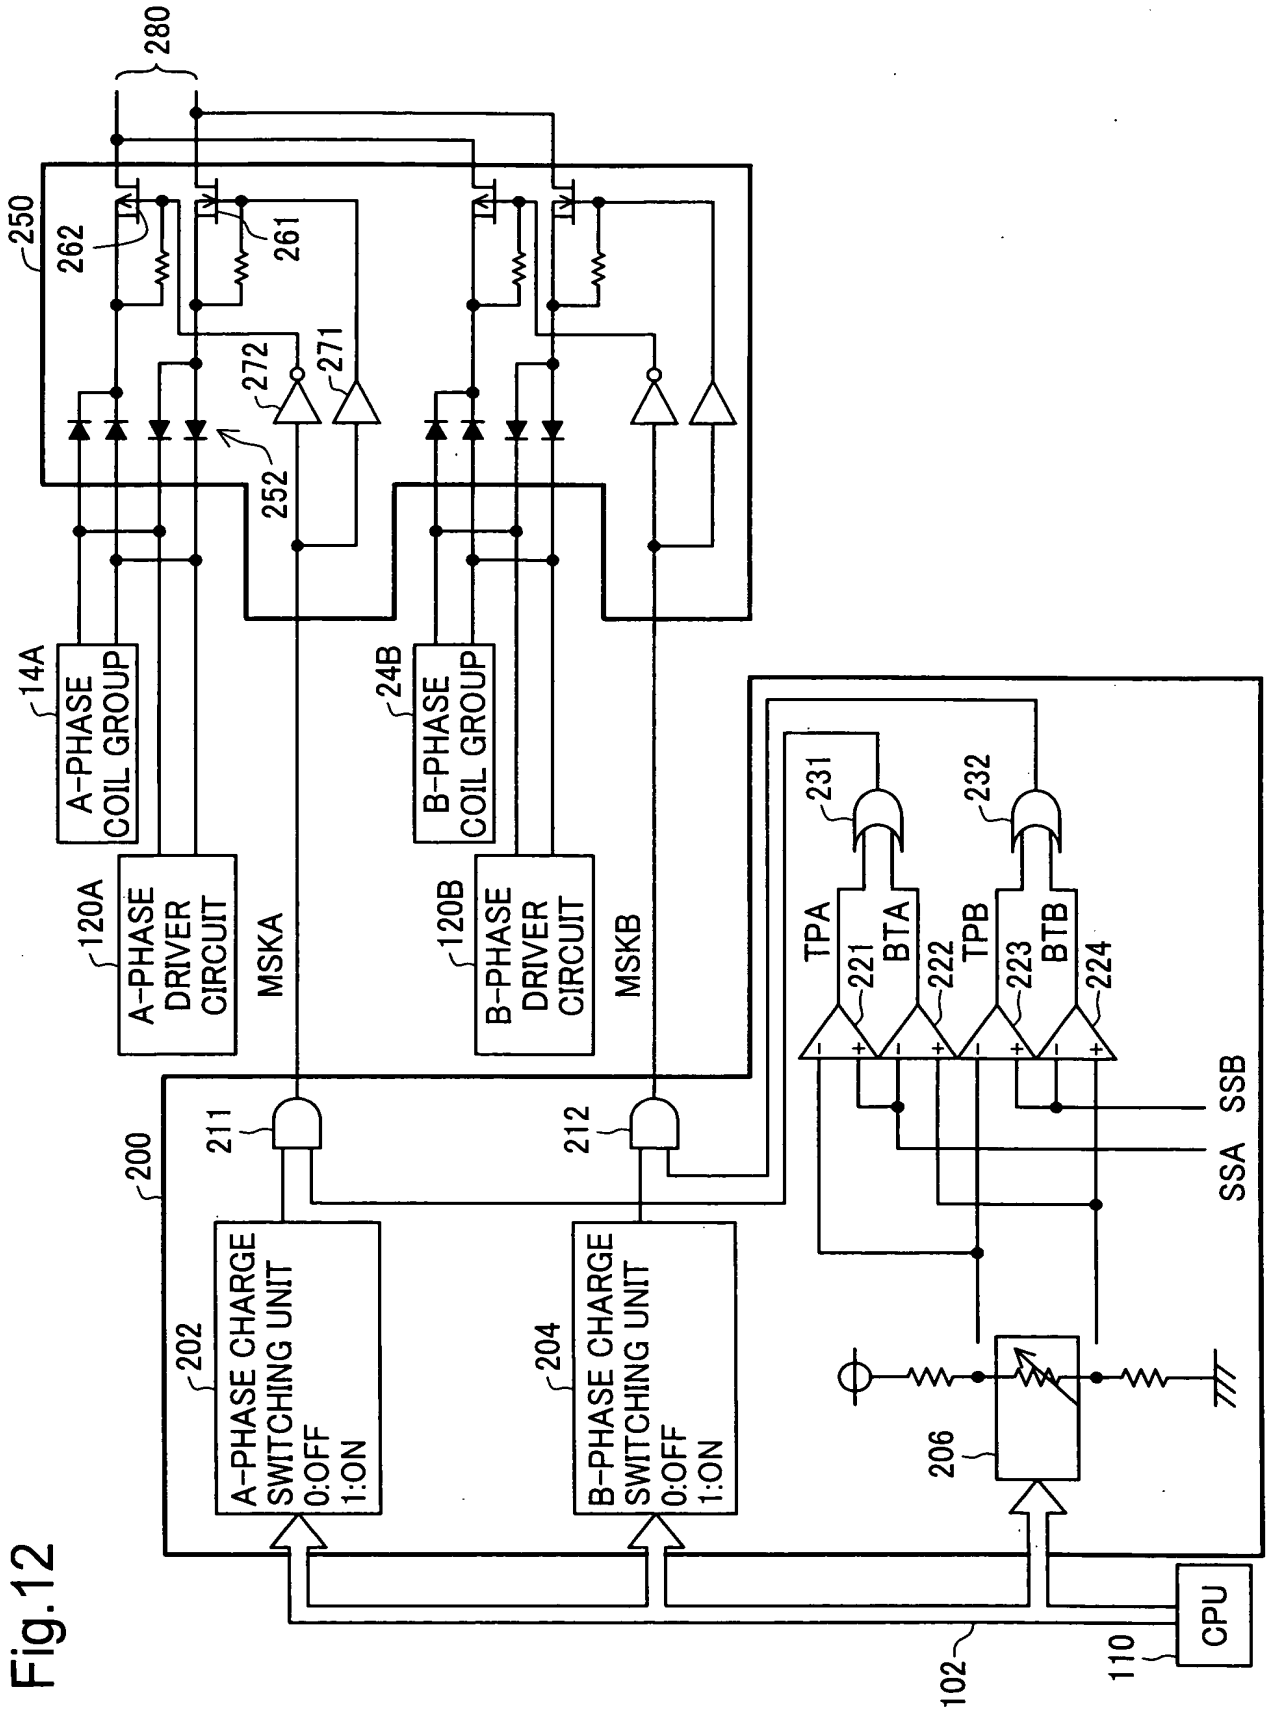 Fig.12
250
280
262
261
272
271
252
14A
A-PHASE
COIL GROUP
120A
A-PHASE
DRIVER
CIRCUIT
MSKA
24B
B-PHASE
COIL GROUP
120B
B-PHASE
DRIVER
CIRCUIT
MSKB
200
211
212
202
A-PHASE CHARGE
SWITCHING UNIT
0:OFF
1:ON
204
B-PHASE CHARGE
SWITCHING UNIT
0:OFF
1:ON
231
232
TPA
221
BTA
222
TPB
223
BTB
224
-
+
-
+
-
+
-
+
SSA
SSB
206
102
110
CPU